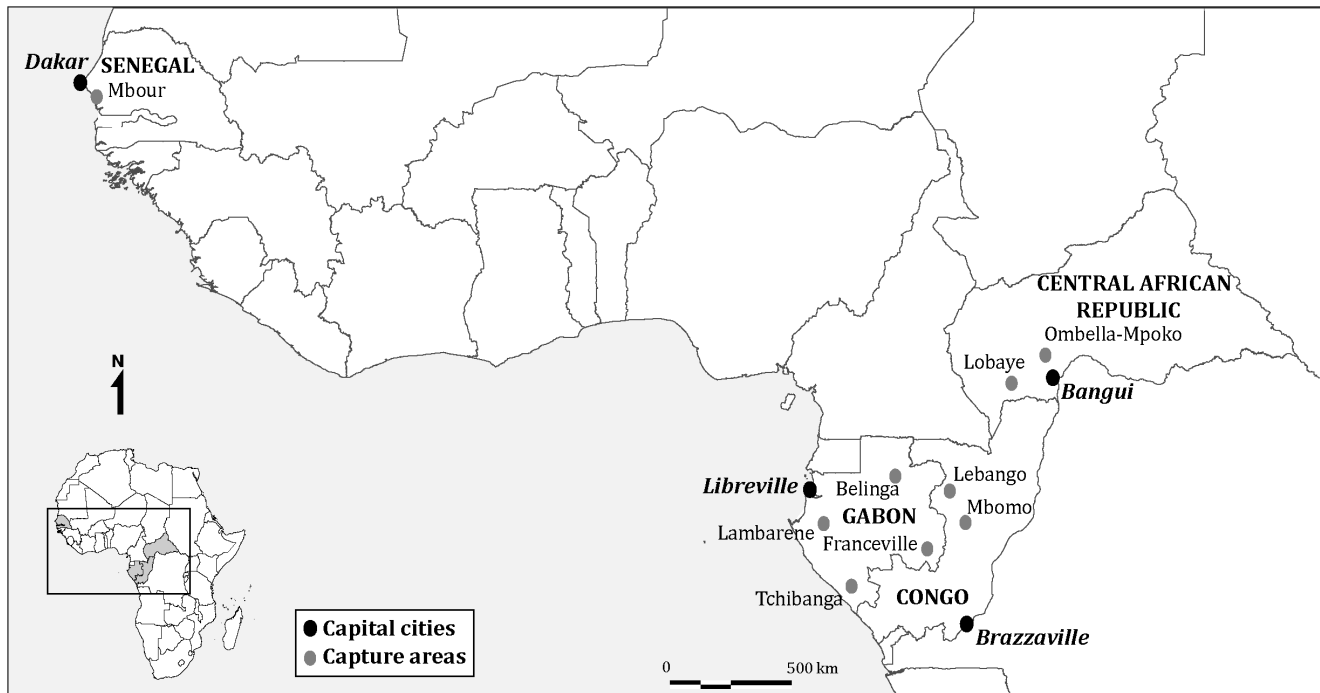 Dakar
SENEGAL
Mbour
CENTRAL AFRICAN
REPUBLIC
Ombella-Mpoko
Lobaye
Bangui
N
Libreville
Belinga
Lebango
Mbomo
GABON
Lambarene
Franceville
Tchibanga
CONGO
Brazzaville
Capital cities
Capture areas
0 500 km